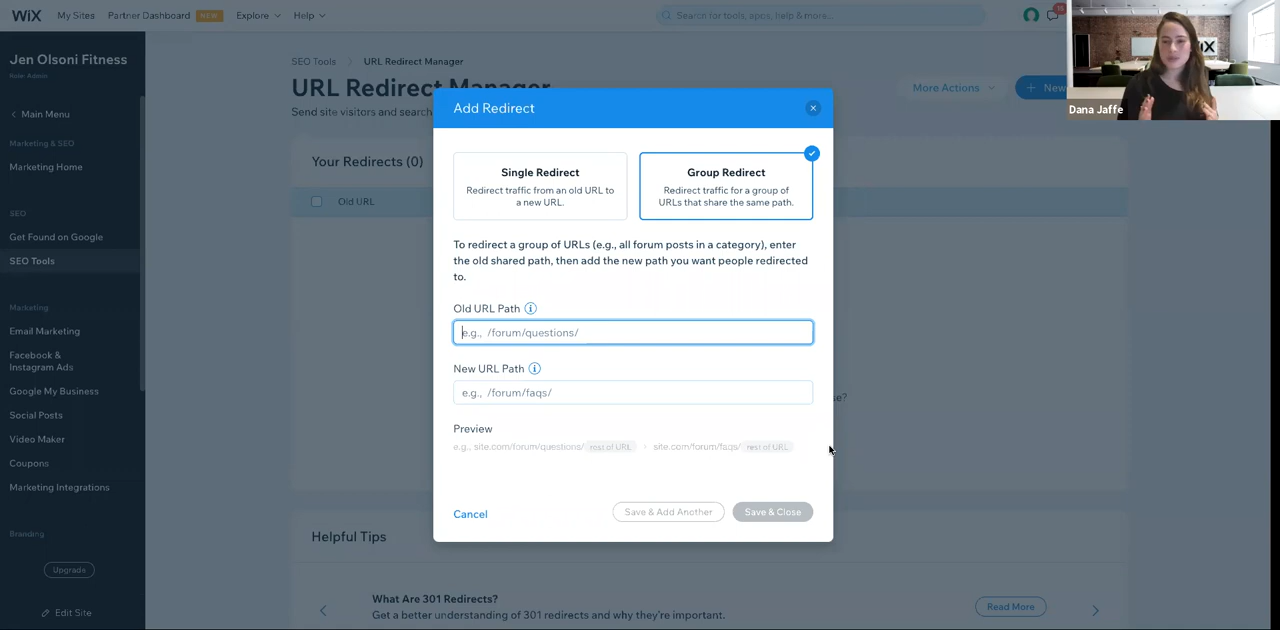 WiX My Sites Partner Dashboard NEW Explore Help Search for tools, apps, help & more...
Jen Olsoni Fitness
Role: Admin
Main Menu
Marketing & SEO
Marketing Home
SEO
Get Found on Google
SEO Tools
Marketing
Email Marketing
Facebook &
Instagram Ads
Google My Business
Social Posts
Video Maker
Coupons
Marketing Integrations
Branding
Upgrade
Edit Site
SEO Tools > URL Redirect Manager
URL Redirect Manager
Send site visitors and search
More Actions
+ New
Dana Jaffe
Your Redirects (0)
Old URL
Add Redirect
Single Redirect
Redirect traffic from an old URL to
a new URL.
Group Redirect
Redirect traffic for a group of
URLs that share the same path.
To redirect a group of URLs (e.g., all forum posts in a category), enter
the old shared path, then add the new path you want people redirected
to.
Old URL Path
e.g., /forum/questions/
New URL Path
e.g., /forum/faqs/
Preview
e.g., site.com/forum/questions/ rest of URL › site.com/forum/faqs/ rest of URL
Cancel
Save & Add Another
Save & Close
Helpful Tips
What Are 301 Redirects?
Get a better understanding of 301 redirects and why they're important.
Read More